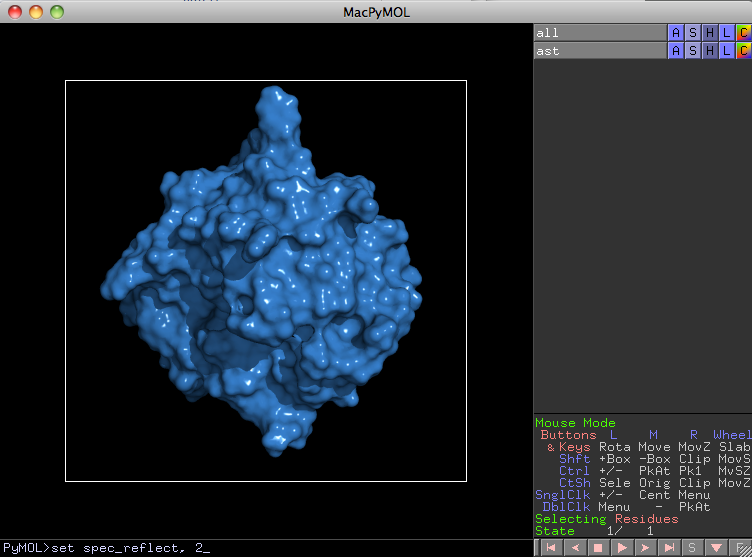 MacPyMOL
all A S H L C
ast A S H L C
Mouse Mode
Buttons L M R Wheel
& Keys Rota Move MovZ Slab
Shft +Box -Box Clip MovS
Ctrl +/- PkAt Pk1 MvSZ
CtSh Sele Orig Clip MovZ
SnglClk +/- Cent Menu
DblClk Menu - PkAt
Selecting Residues
State 1/ 1
PyMOL>set spec_reflect, 2_
S F